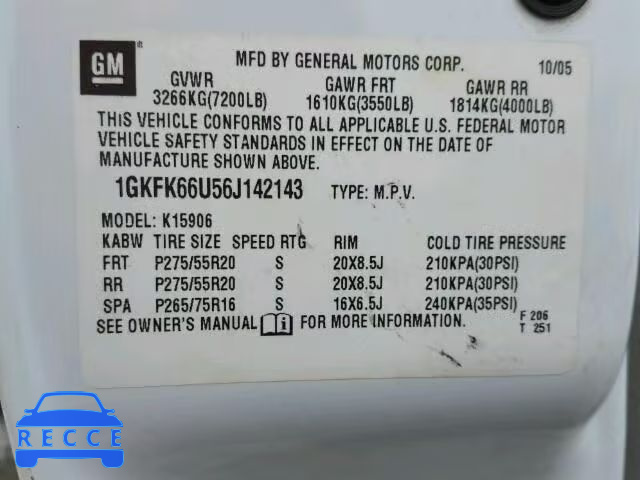 GM ® MFD BY GENERAL MOTORS CORP. 10/05
GVWR GAWR FRT GAWR RR
3266KG(7200LB) 1610KG(3550LB) 1814KG(4000LB)
THIS VEHICLE CONFORMS TO ALL APPLICABLE U.S. FEDERAL MOTOR
VEHICLE SAFETY STANDARDS IN EFFECT ON THE DATE OF
MANUFACTURE SHOWN ABOVE.
1GKFK66U56J142143 TYPE: M.P.V.
MODEL: K15906
KABW TIRE SIZE SPEED RTG RIM COLD TIRE PRESSURE
FRT P275/55R20 S 20X8.5J 210KPA(30PSI)
RR P275/55R20 S 20X8.5J 210KPA(30PSI)
SPA P265/75R16 S 16X6.5J 240KPA(35PSI)
SEE OWNER'S MANUAL i FOR MORE INFORMATION. F 206
T 251
RECCE